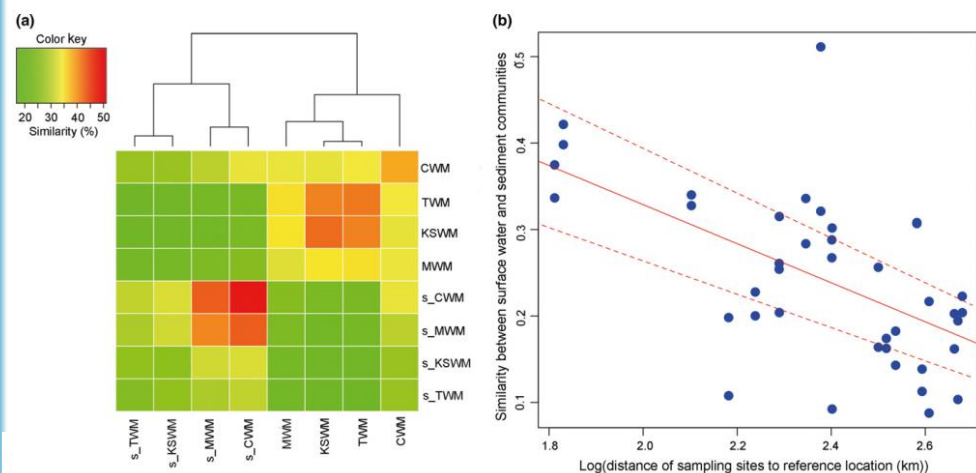 (a)
Color key
20 30 40 50
Similarity (%)
CWM
TWM
KSWM
MWM
s_CWM
s_MWM
s_KSWM
s_TWM
s_TWM
s_KSWM
s_MWM
s_CWM
MWM
KSWM
TWM
CWM
(b)
Similarity between surface water and sediment communities
0.5
0.4
0.3
0.2
0.1
1.8 2.0 2.2 2.4 2.6
Log(distance of sampling sites to reference location (km))